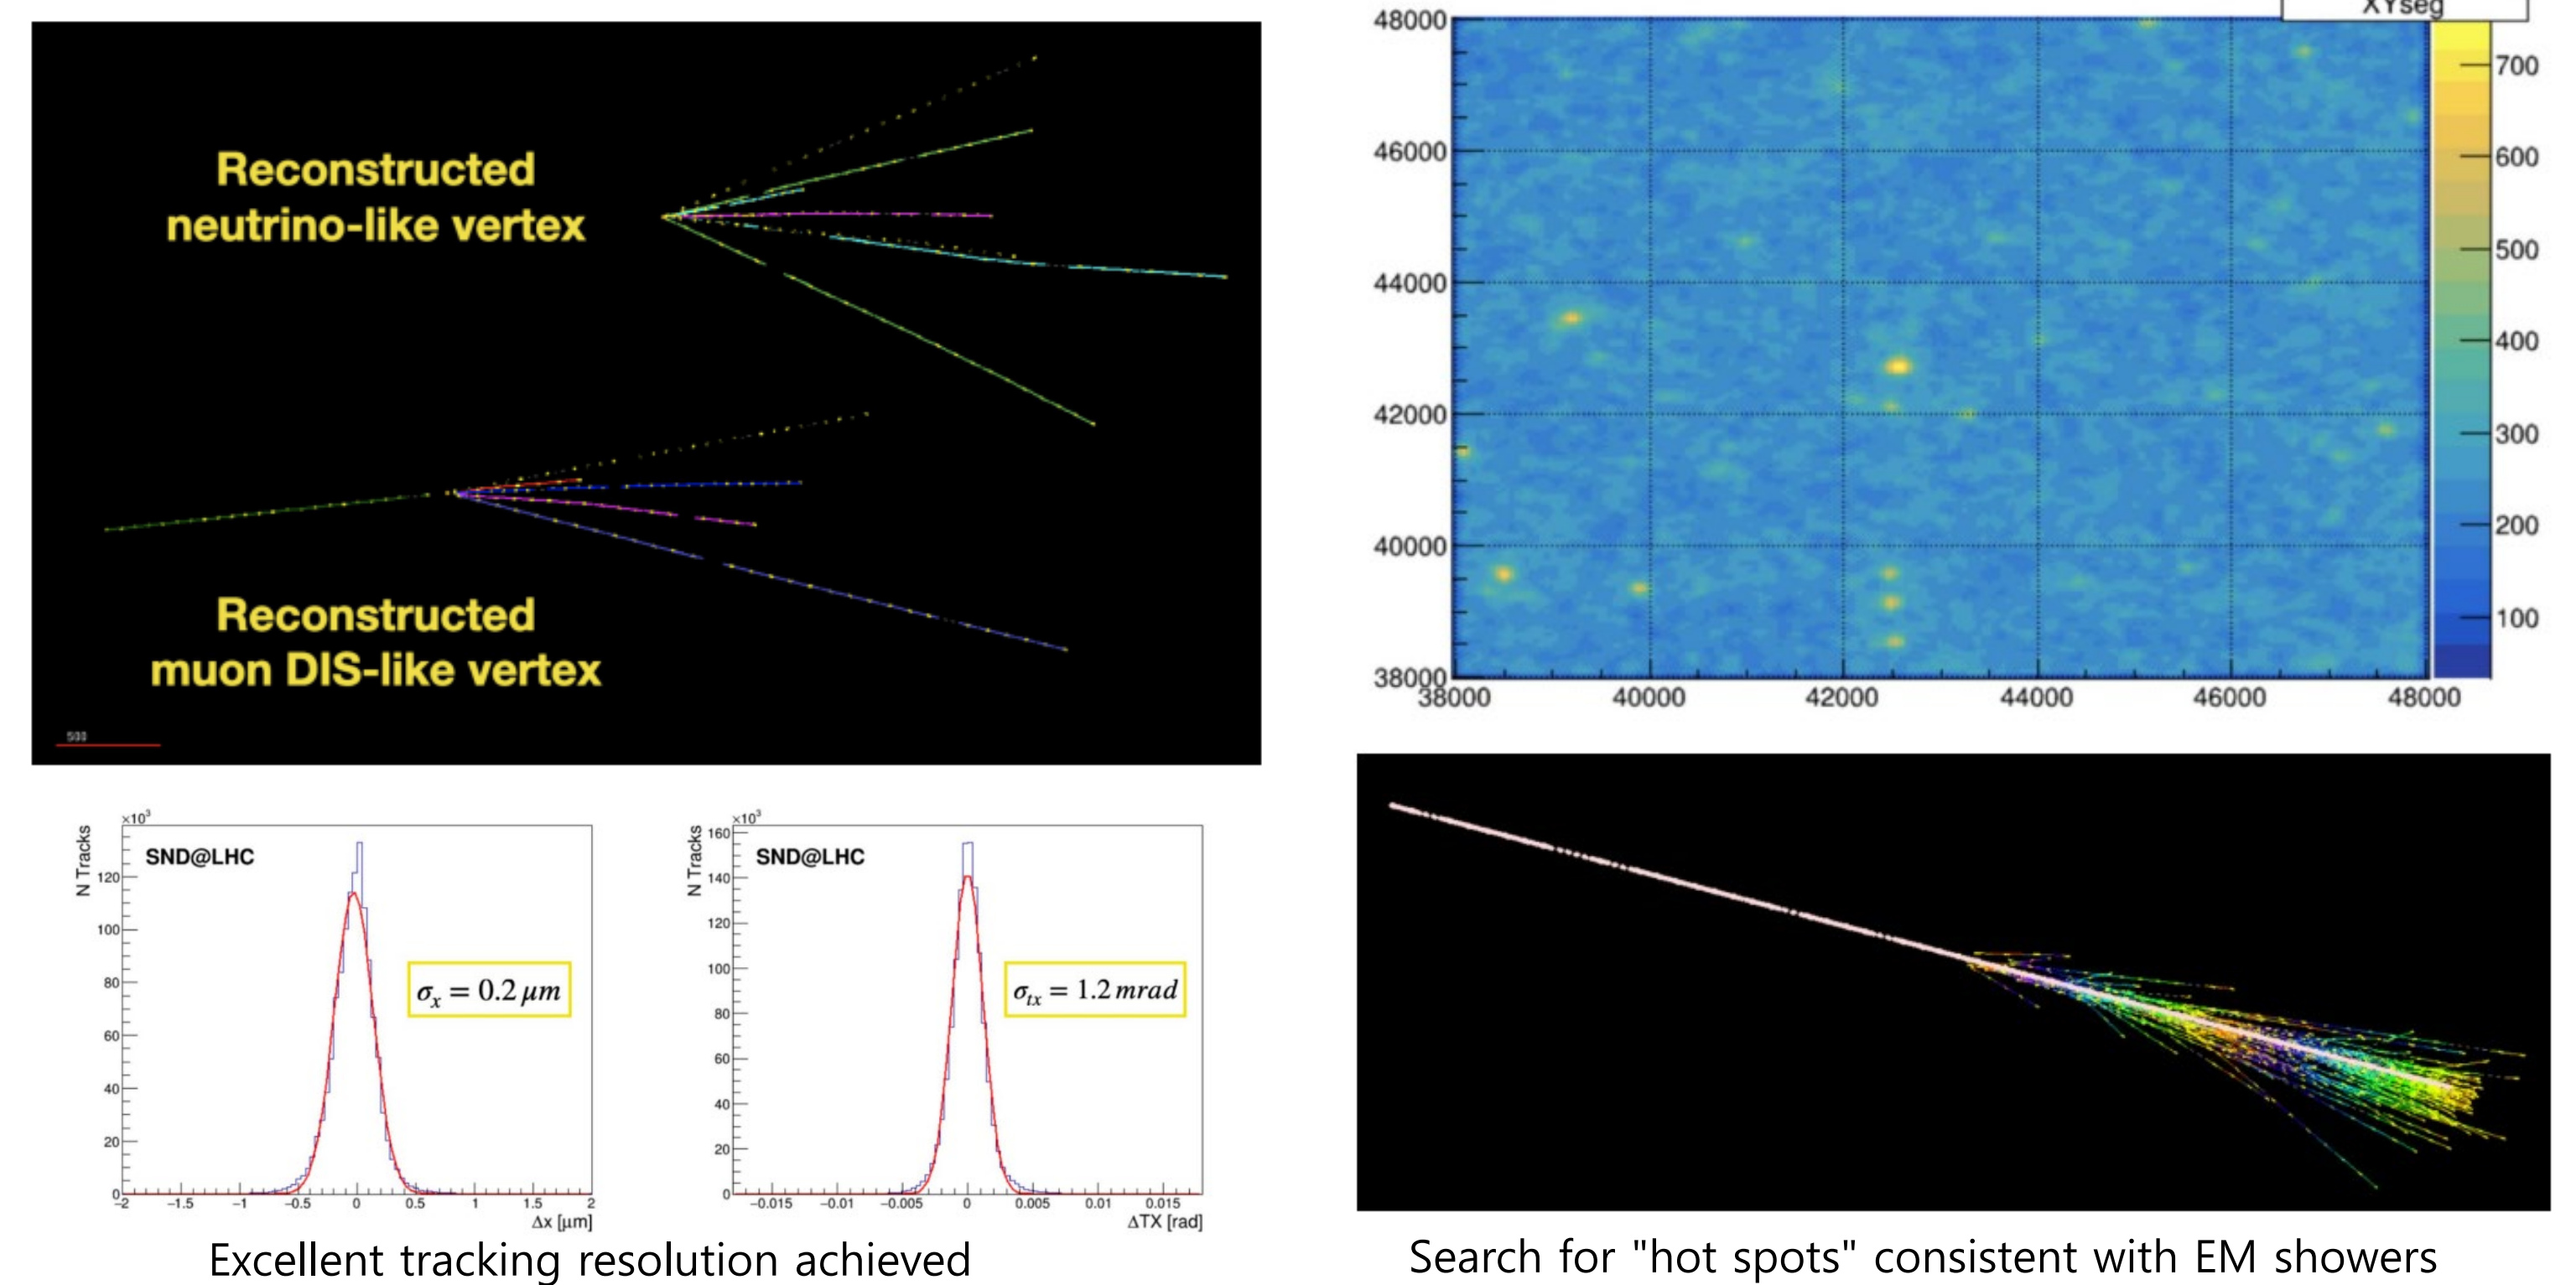 Reconstructed
neutrino-like vertex
Reconstructed
muon DIS-like vertex
500
XYseg
48000
46000
44000
42000
40000
38000
38000 40000 42000 44000 46000 48000
700
600
500
400
300
200
100
×10³
N Tracks
SND@LHC
120
100
80
60
40
20
0
σx = 0.2 μm
−2 −1.5 −1 −0.5 0 0.5 1 1.5 2
Δx [μm]
×10³
N Tracks
SND@LHC
160
140
120
100
80
60
40
20
0
σtx = 1.2 mrad
−0.015 −0.01 −0.005 0 0.005 0.01 0.015
ΔTX [rad]
Excellent tracking resolution achieved
Search for "hot spots" consistent with EM showers